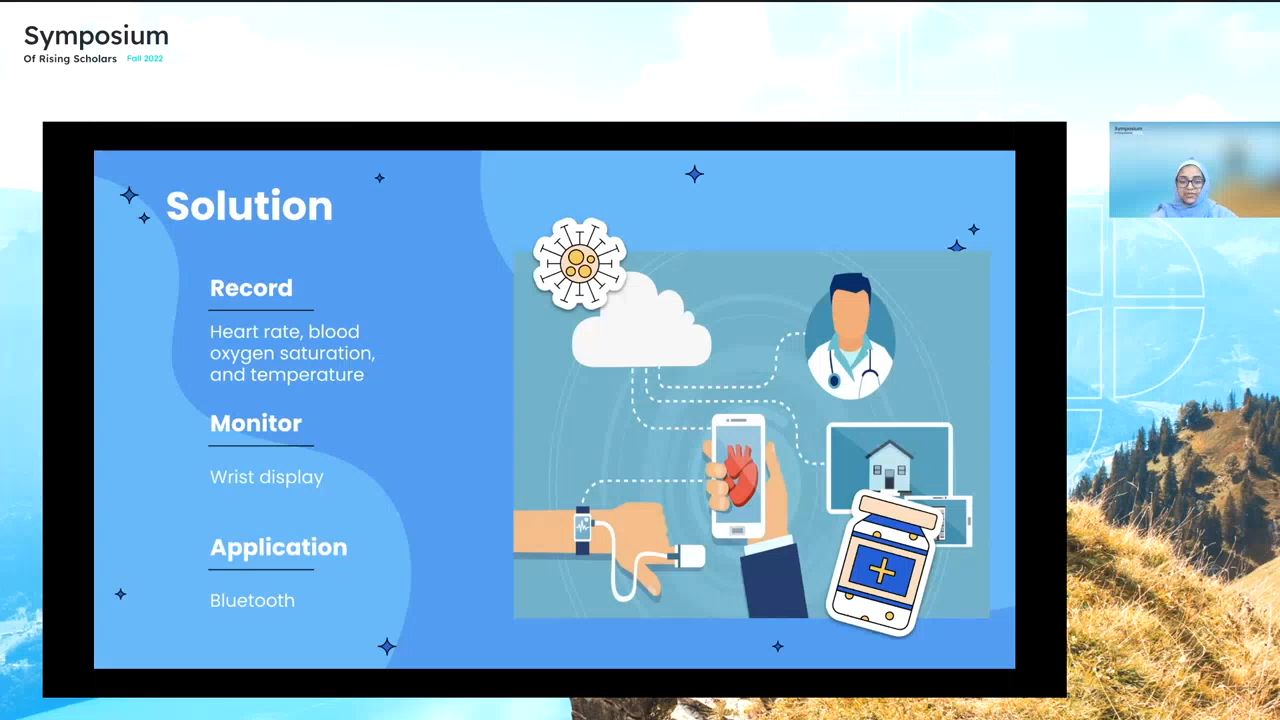 Symposium
Of Rising Scholars Fall 2022
Solution
Record
Heart rate, blood
oxygen saturation,
and temperature
Monitor
Wrist display
Application
Bluetooth
Symposium